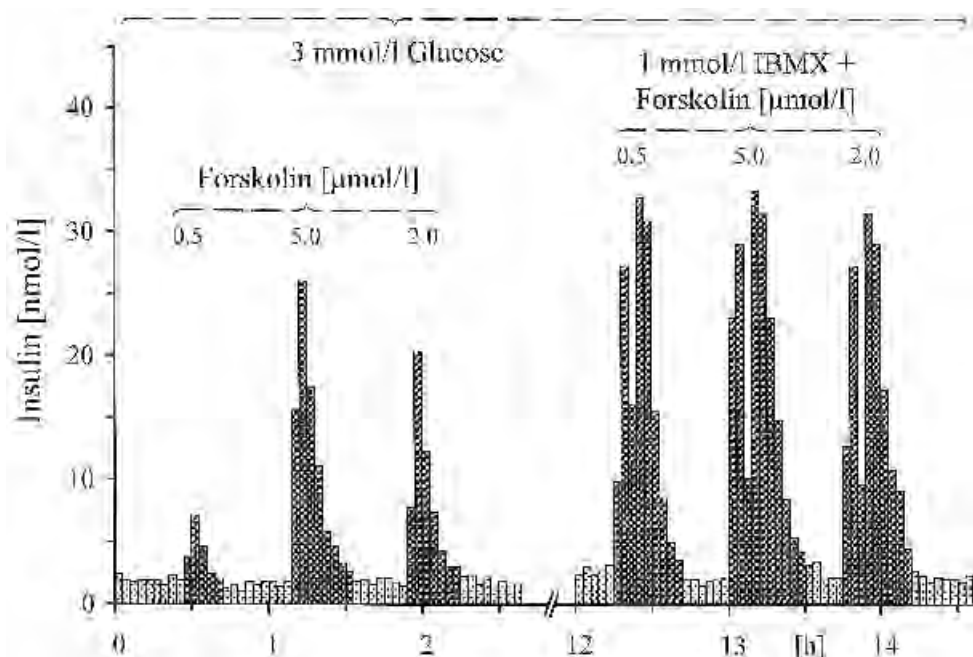 3 mmol/l Glucose
1 mmol/l IBMX +
Forskolin [µmol/l]
0.5 5.0 2.0
Forskolin [µmol/l]
0.5 5.0 2.0
Insulin [nmol/l]
40
30
20
10
0
0 1 2 12 13 [h] 14